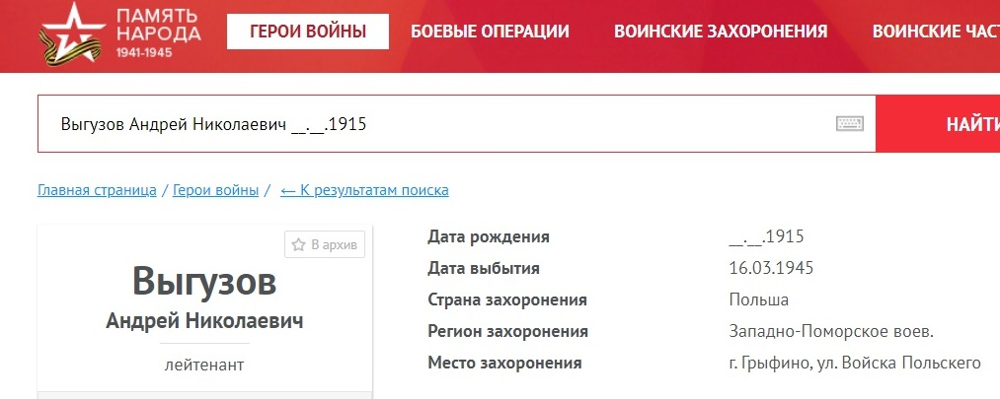 ПАМЯТЬ
НАРОДА
1941-1945
ГЕРОИ ВОЙНЫ БОЕВЫЕ ОПЕРАЦИИ ВОИНСКИЕ ЗАХОРОНЕНИЯ ВОИНСКИЕ ЧАСТ
Выгузов Андрей Николаевич __.__.1915
НАЙТИ
Главная страница / Герои войны / ← К результатам поиска
В архив
Выгузов
Андрей Николаевич
лейтенант
Дата рождения __.__.1915
Дата выбытия 16.03.1945
Страна захоронения Польша
Регион захоронения Западно-Поморское воев.
Место захоронения г. Грыфино, ул. Войска Польского